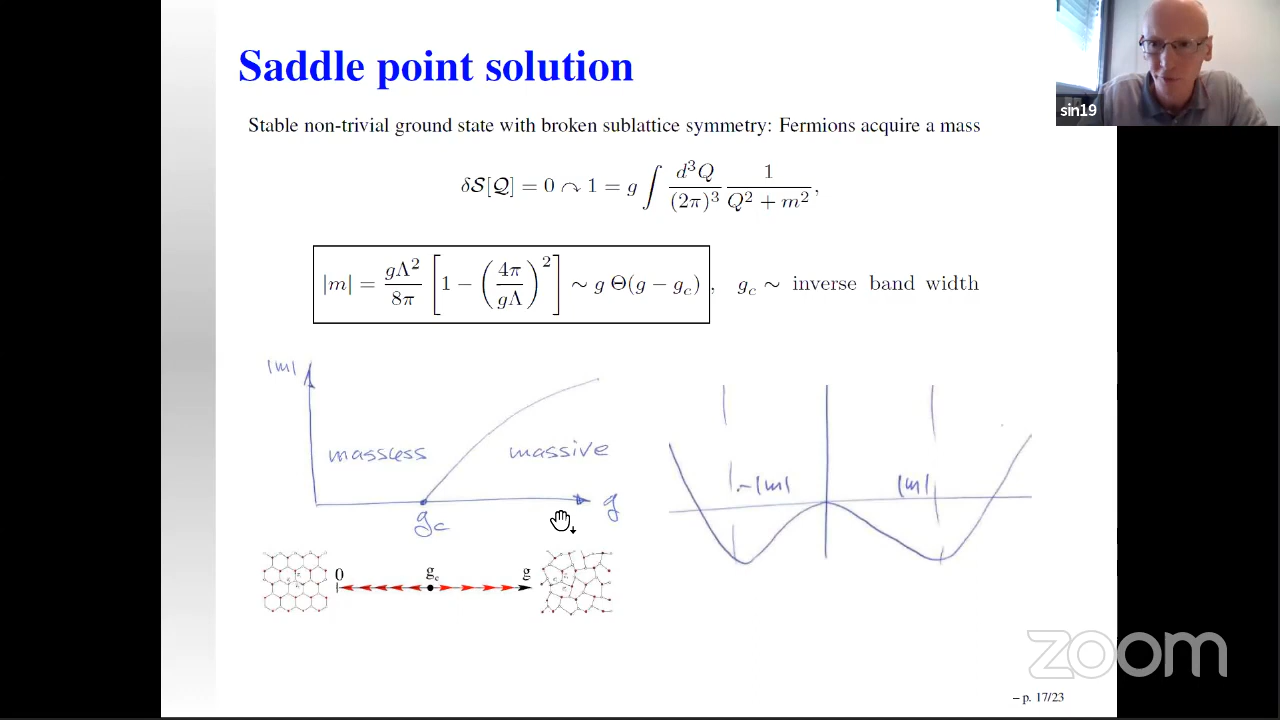 Saddle point solution
sin19
Stable non-trivial ground state with broken sublattice symmetry: Fermions acquire a mass
δS[Q] = 0 ↷ 1 = g ∫ d³Q/(2π)³ 1/(Q² + m²),
|m| = gΛ²/8π [1 − (4π/gΛ)²] ∼ g Θ(g − g_c), g_c ∼ inverse band width
|m|
massless massive
-|m| |m|
g_c g
0 g_c g
zoom
– p. 17/23